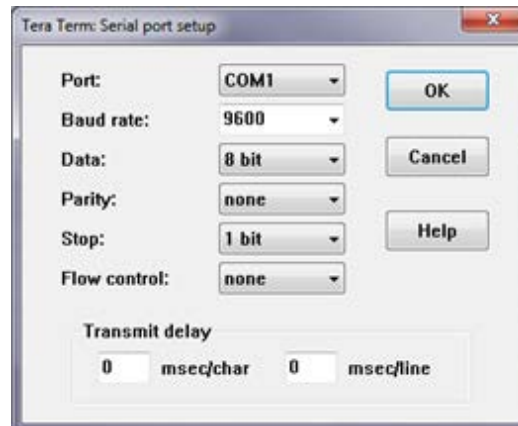 Tera Term: Serial port setup
Port: COM1 OK
Baud rate: 9600
Data: 8 bit Cancel
Parity: none
Stop: 1 bit Help
Flow control: none
Transmit delay
0 msec/char 0 msec/line